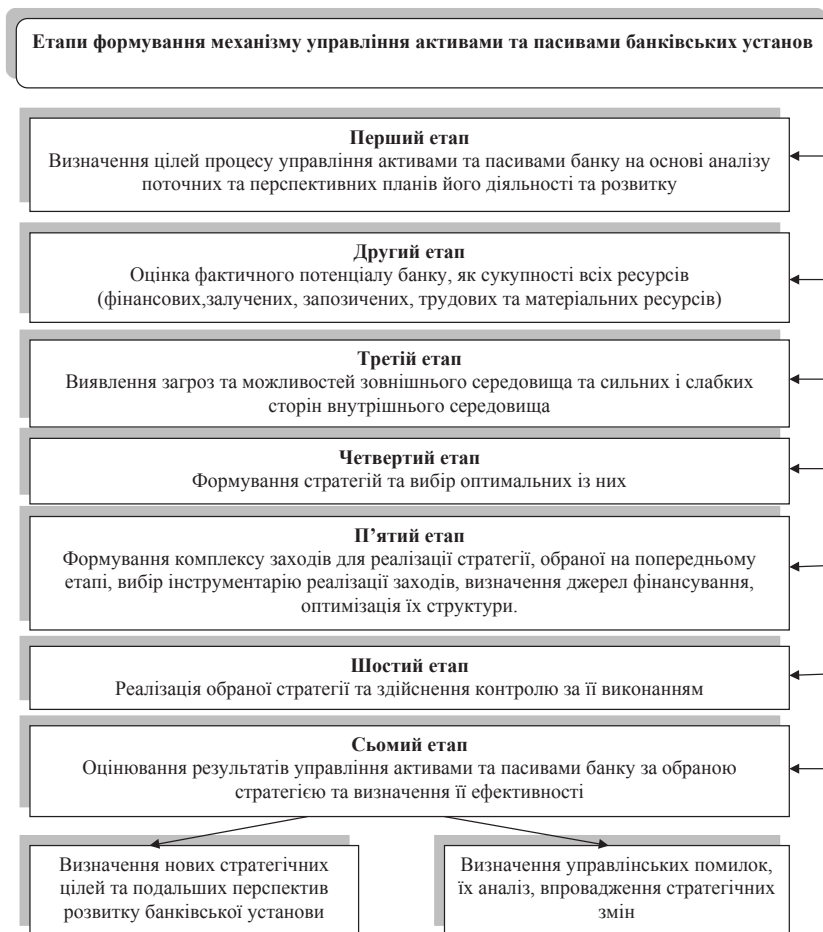 Етапи формування механізму управління активами та пасивами банківських установ
Перший етап
Визначення цілей процесу управління активами та пасивами банку на основі аналізу
поточних та перспективних планів його діяльності та розвитку
Другий етап
Оцінка фактичного потенціалу банку, як сукупності всіх ресурсів
(фінансових,залучених, запозичених, трудових та матеріальних ресурсів)
Третій етап
Виявлення загроз та можливостей зовнішнього середовища та сильних і слабких
сторін внутрішнього середовища
Четвертий етап
Формування стратегій та вибір оптимальних із них
П’ятий етап
Формування комплексу заходів для реалізації стратегії, обраної на попередньому
етапі, вибір інструментарію реалізації заходів, визначення джерел фінансування,
оптимізація їх структури.
Шостий етап
Реалізація обраної стратегії та здійснення контролю за її виконанням
Сьомий етап
Оцінювання результатів управління активами та пасивами банку за обраною
стратегією та визначення її ефективності
Визначення нових стратегічних
цілей та подальших перспектив
розвитку банківської установи
Визначення управлінських помилок,
їх аналіз, впровадження стратегічних
змін